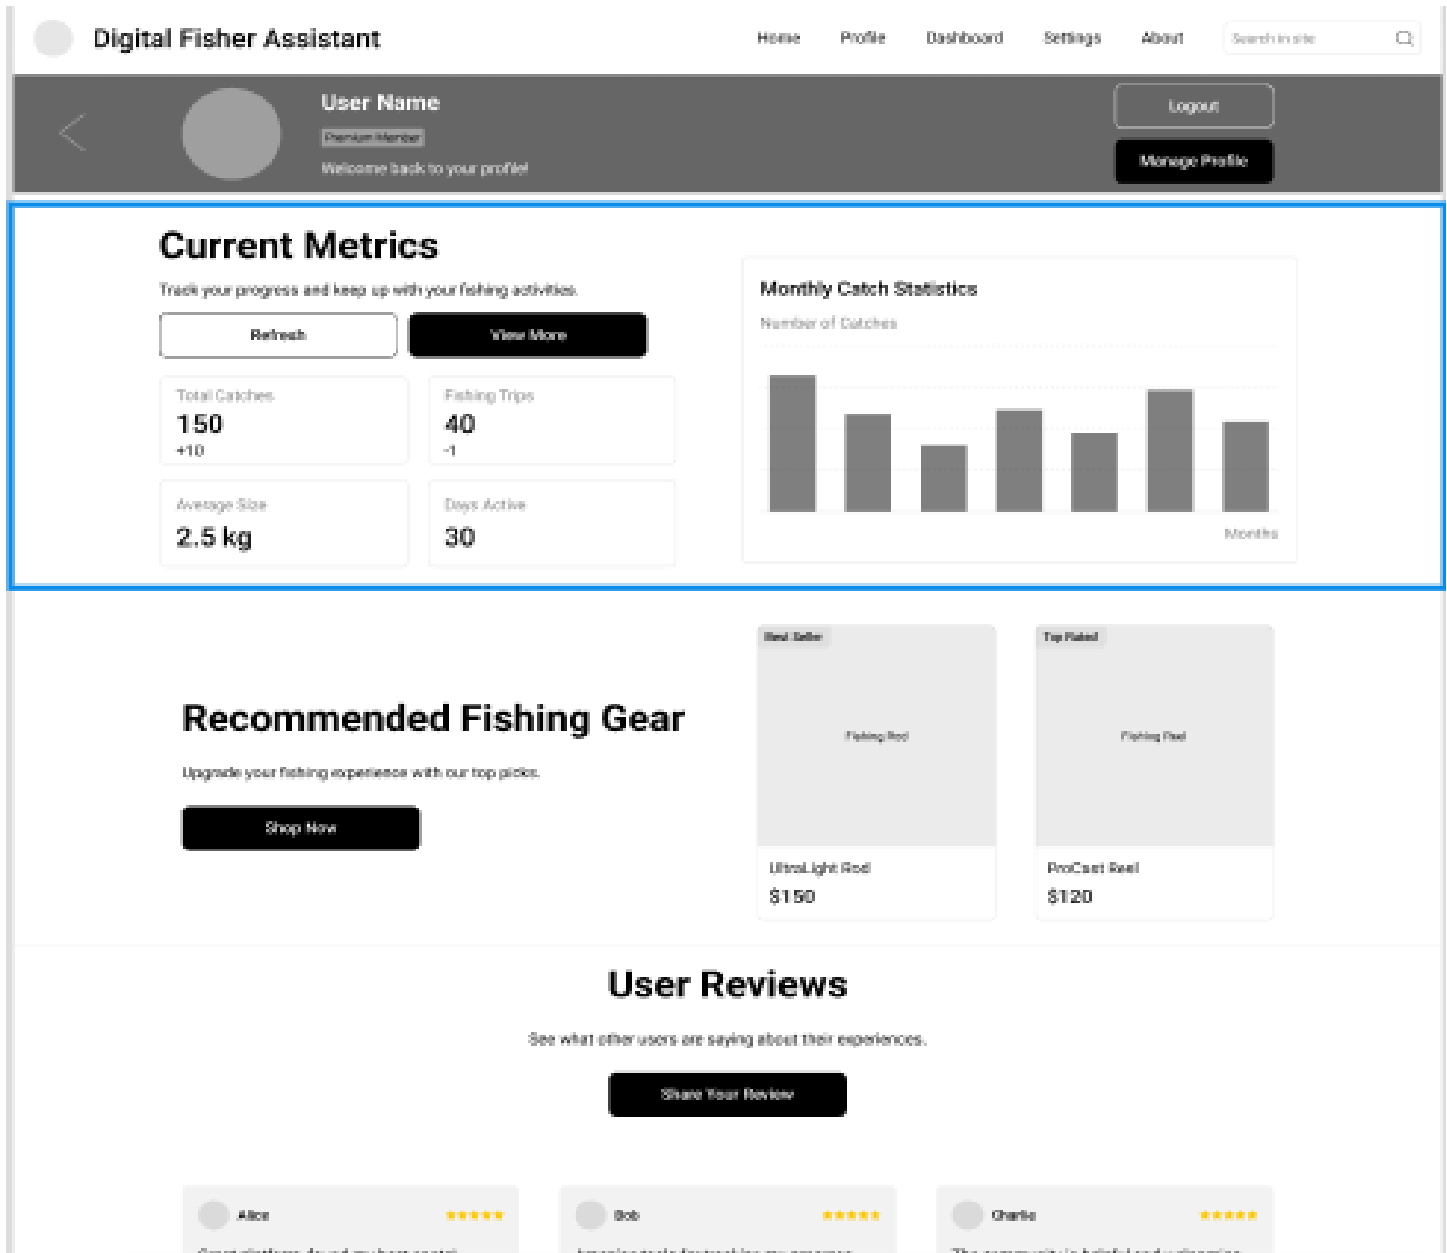 Digital Fisher Assistant
Home Profile Dashboard Settings About Search in site
User Name
Premium Member
Welcome back to your profile!
Logout
Manage Profile
Current Metrics
Track your progress and keep up with your fishing activities.
Refresh View More
Total Catches
150
+10
Fishing Trips
40
-1
Average Size
2.5 kg
Days Active
30
Monthly Catch Statistics
Number of Catches
Months
Recommended Fishing Gear
Upgrade your fishing experience with our top picks.
Shop Now
Best Seller
Fishing Rod
UltraLight Rod
$150
Top Rated
Fishing Reel
ProCast Reel
$120
User Reviews
See what other users are saying about their experiences.
Share Your Review
Alice
Bob
Charlie